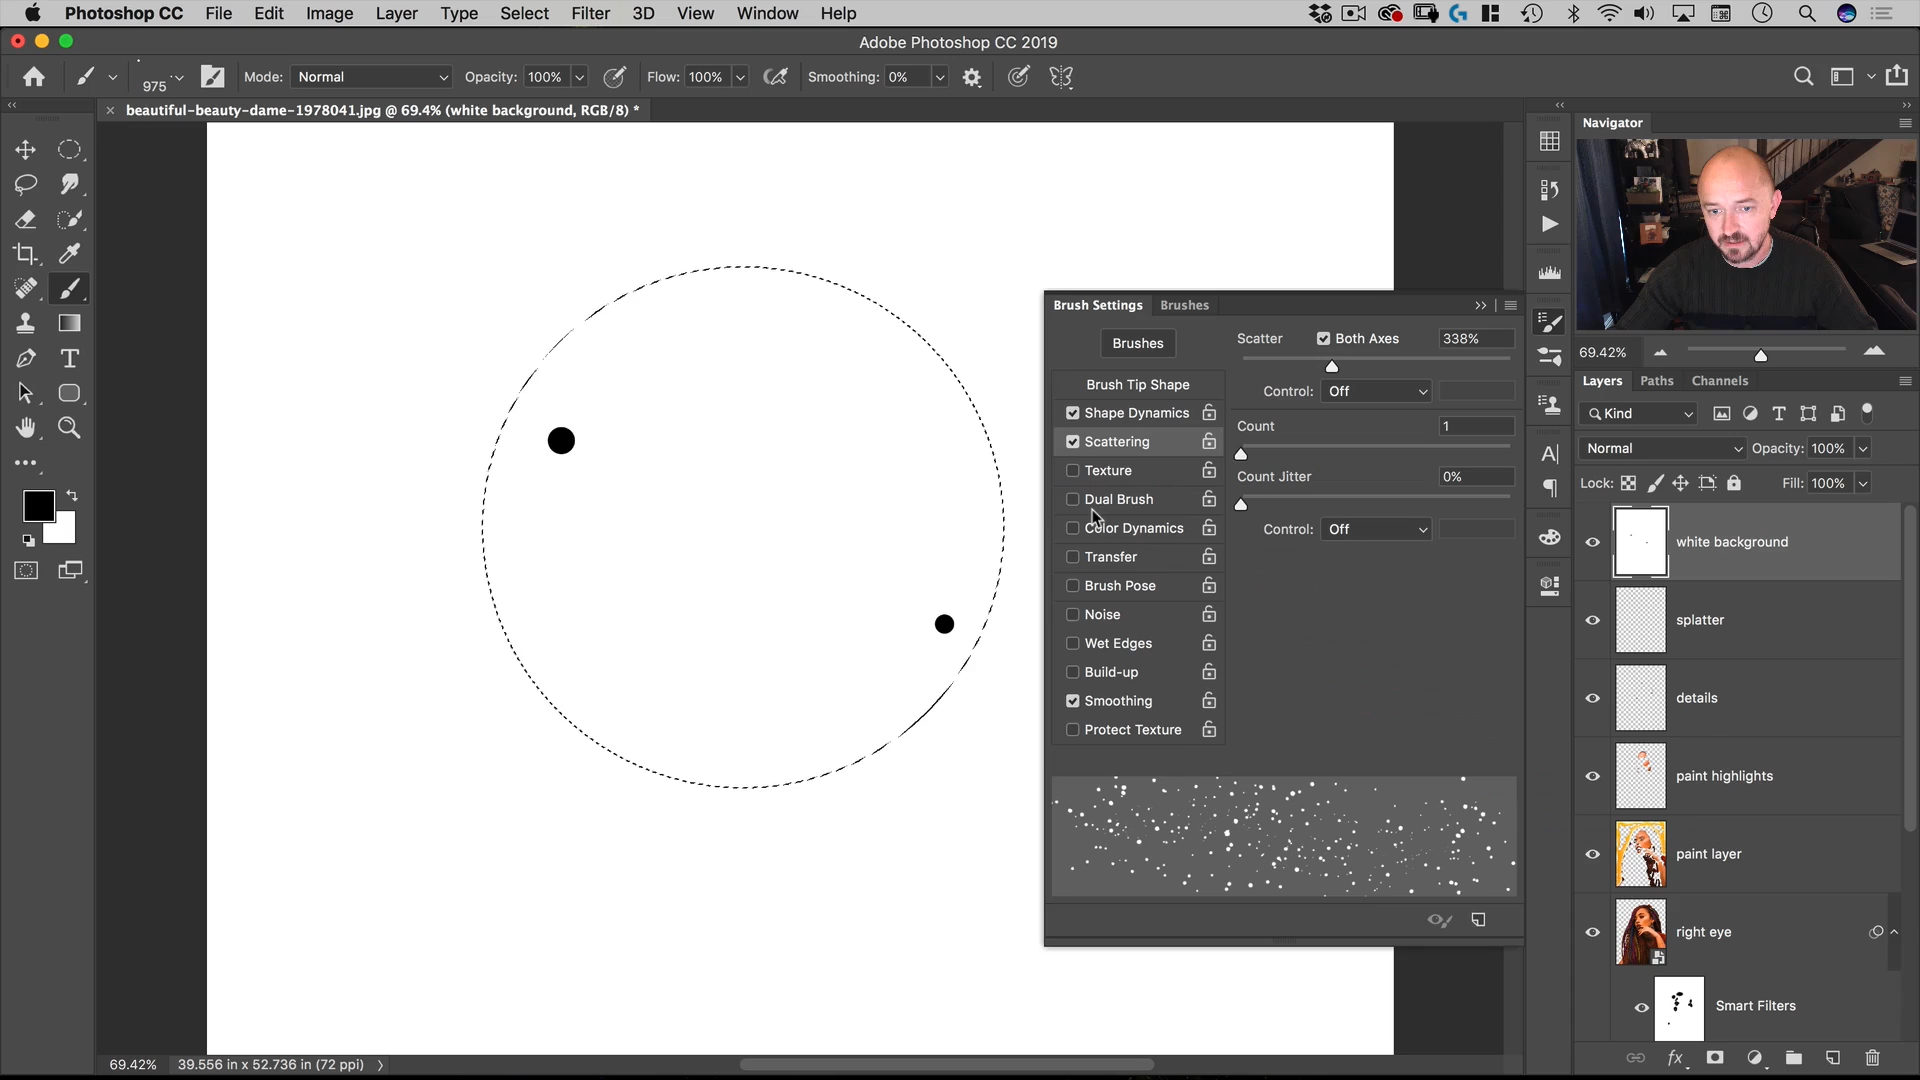 Photoshop CC File Edit Image Layer Type Select Filter 3D View Window Help
Adobe Photoshop CC 2019
975 Mode: Normal Opacity: 100% Flow: 100% Smoothing: 0%
beautiful-beauty-dame-1978041.jpg @ 69.4% (white background, RGB/8) *
Navigator
69.42%
Layers Paths Channels
Kind
Normal Opacity: 100%
Lock: Fill: 100%
white background
splatter
details
paint highlights
paint layer
right eye
Smart Filters
fx
Brush Settings Brushes
Brushes
Brush Tip Shape
Shape Dynamics
Scattering
Texture
Dual Brush
Color Dynamics
Transfer
Brush Pose
Noise
Wet Edges
Build-up
Smoothing
Protect Texture
Scatter Both Axes 338%
Control: Off
Count 1
Count Jitter 0%
Control: Off
69.42% 39.556 in x 52.736 in (72 ppi)